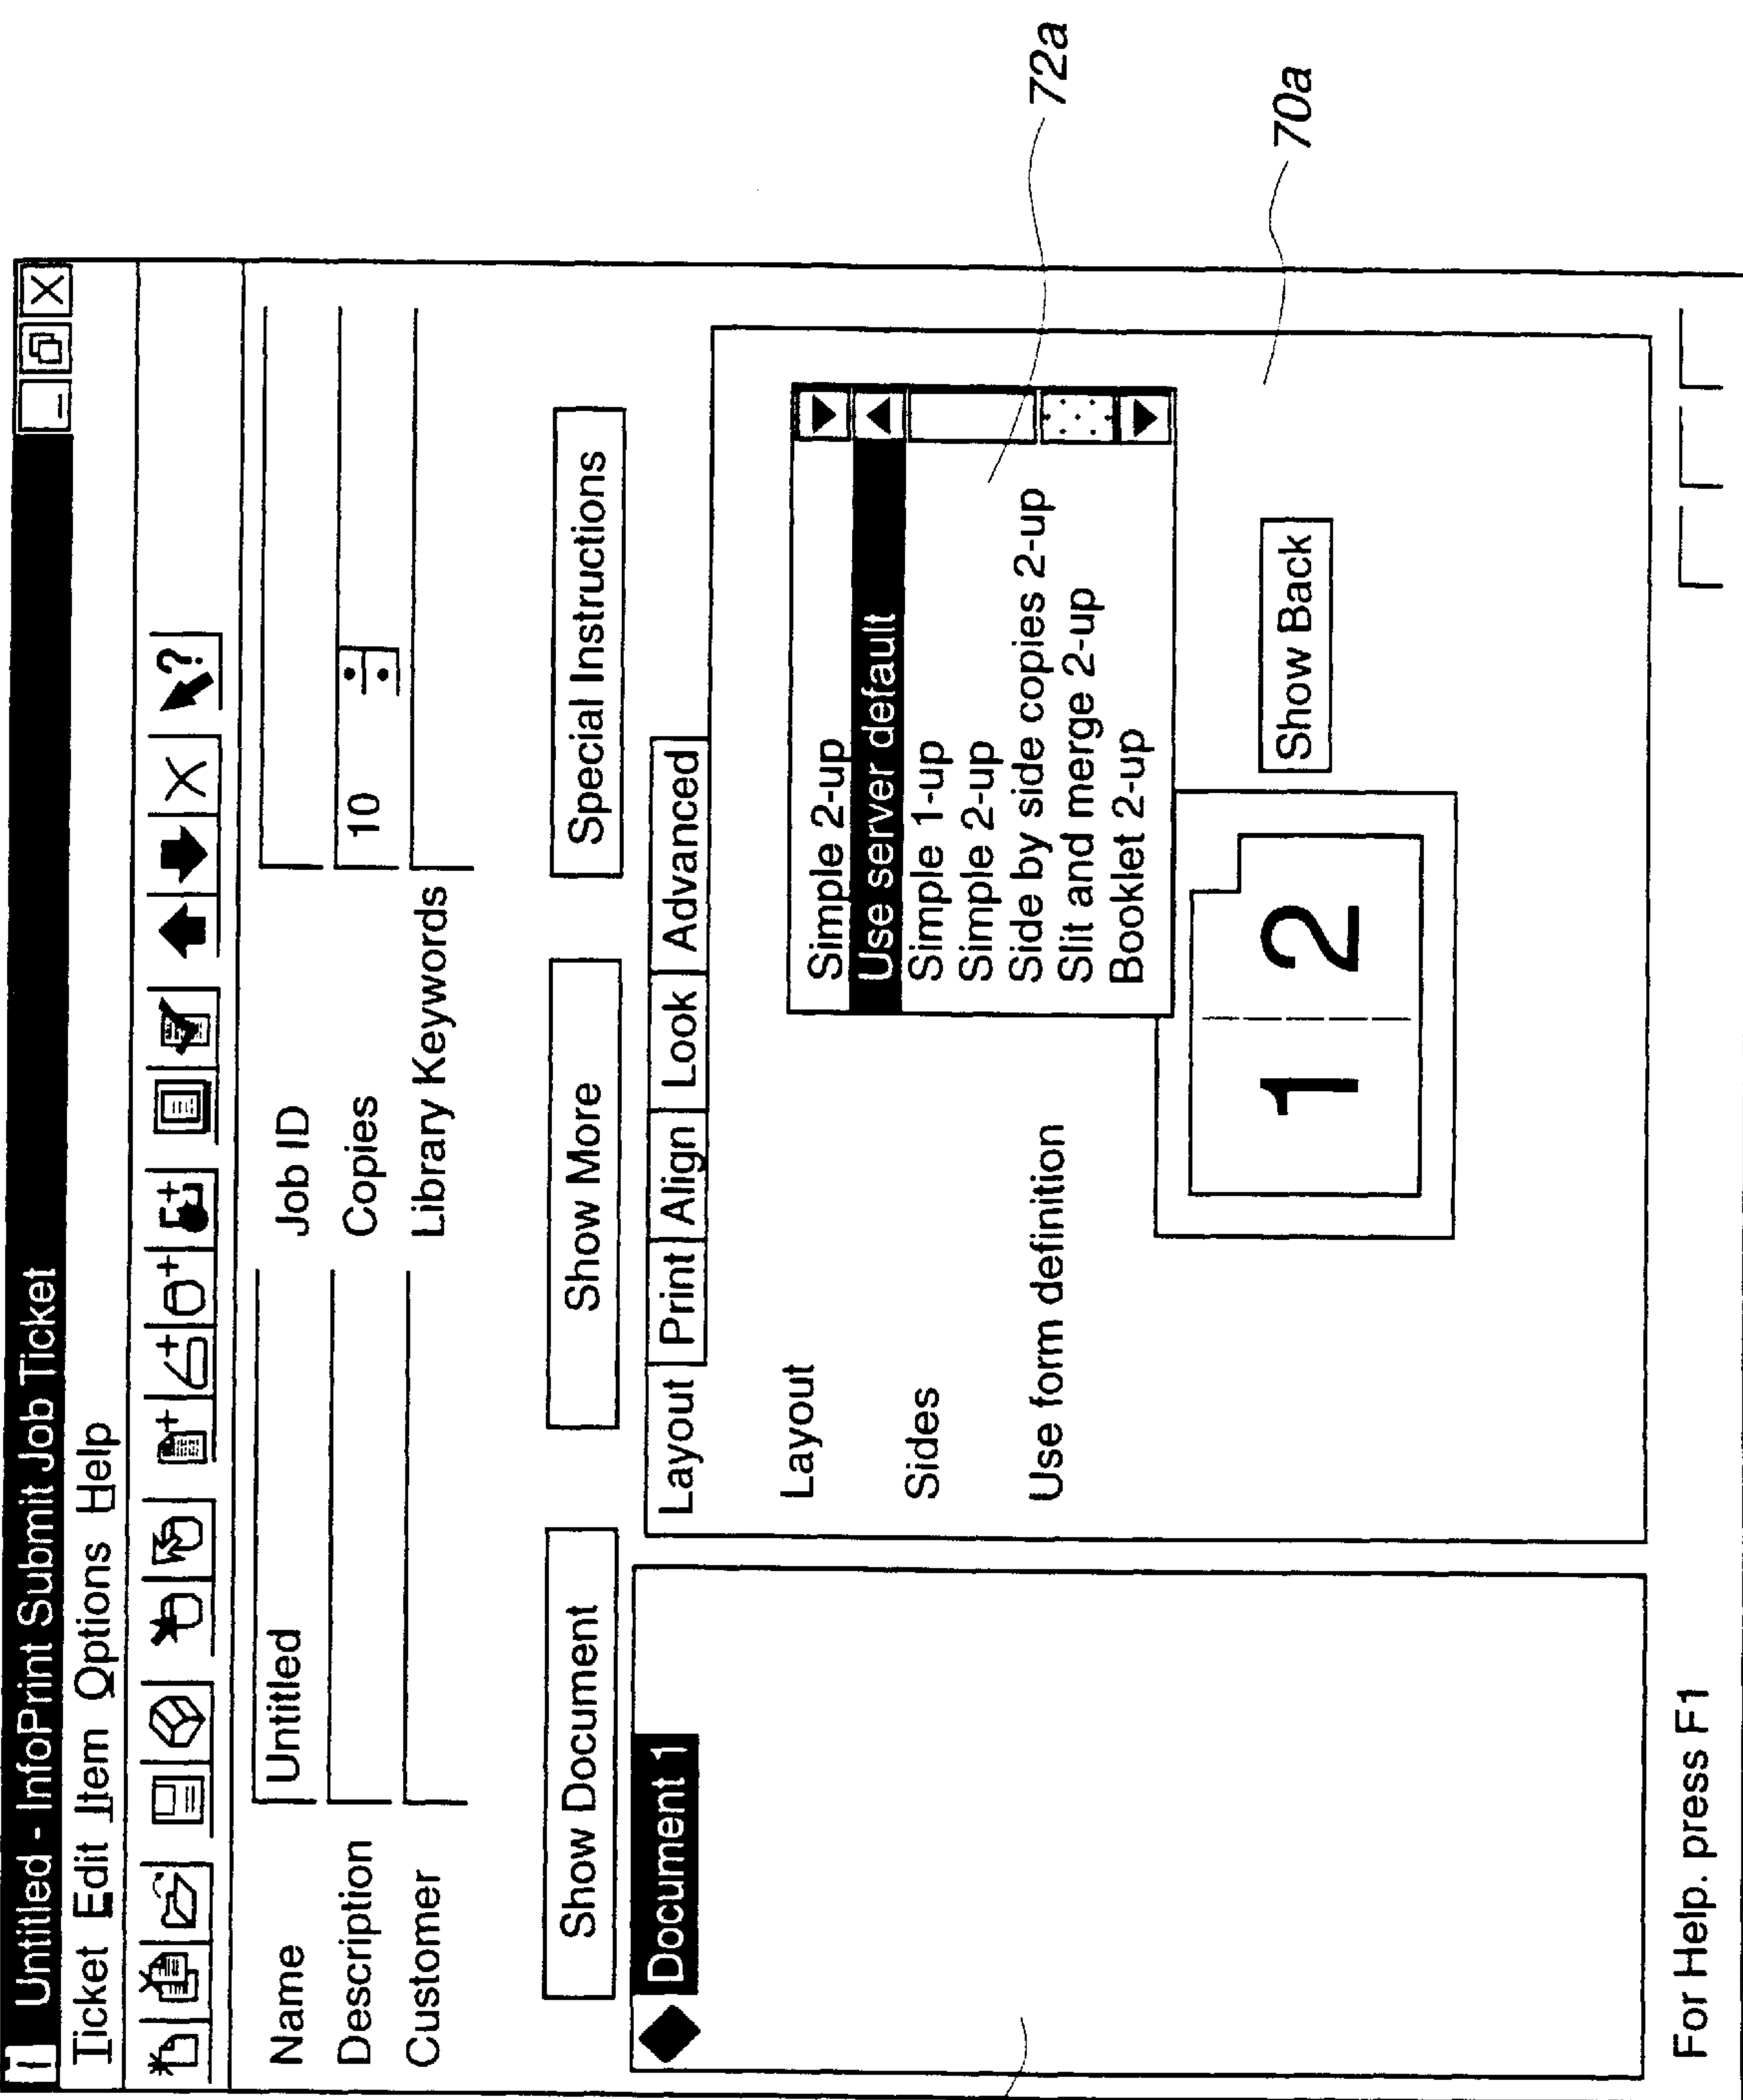 Untitled - InfoPrint Submit Job Ticket
Ticket Edit Item Options Help
Name Untitled Job ID
Description Copies 10
Customer Library Keywords
Show Document Show More Special Instructions
Document 1
Layout Print Align Look Advanced
Layout Simple 2-up
Use server default
Simple 1-up
Sides
Simple 2-up
Side by side copies 2-up
72a
Use form definition
Slit and merge 2-up
Booklet 2-up
1 2
Show Back
70a
For Help. press F1